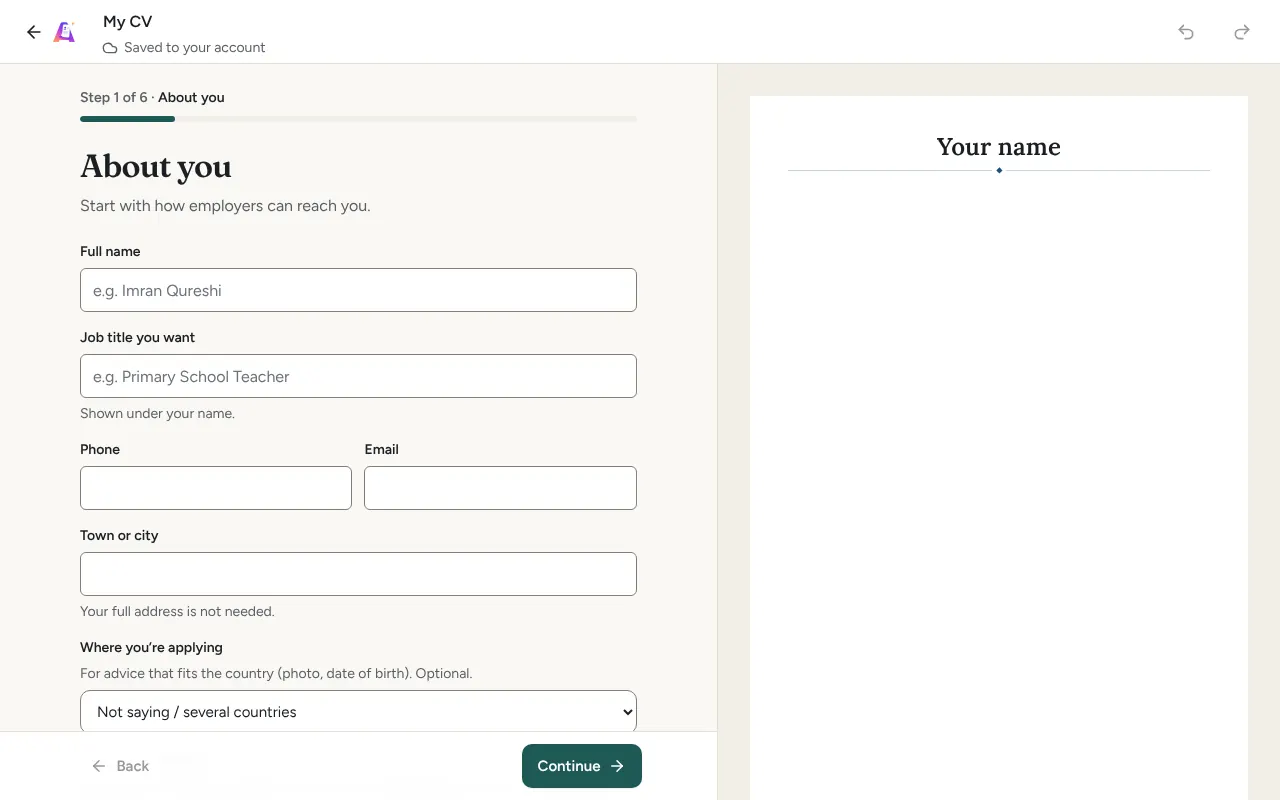 My CV
Saved to your account
Step 1 of 6 · About you
About you
Start with how employers can reach you.
Full name
e.g. Imran Qureshi
Job title you want
e.g. Primary School Teacher
Shown under your name.
Phone
Email
Town or city
Your full address is not needed.
Where you’re applying
For advice that fits the country (photo, date of birth). Optional.
Not saying / several countries
Back
Continue
Your name